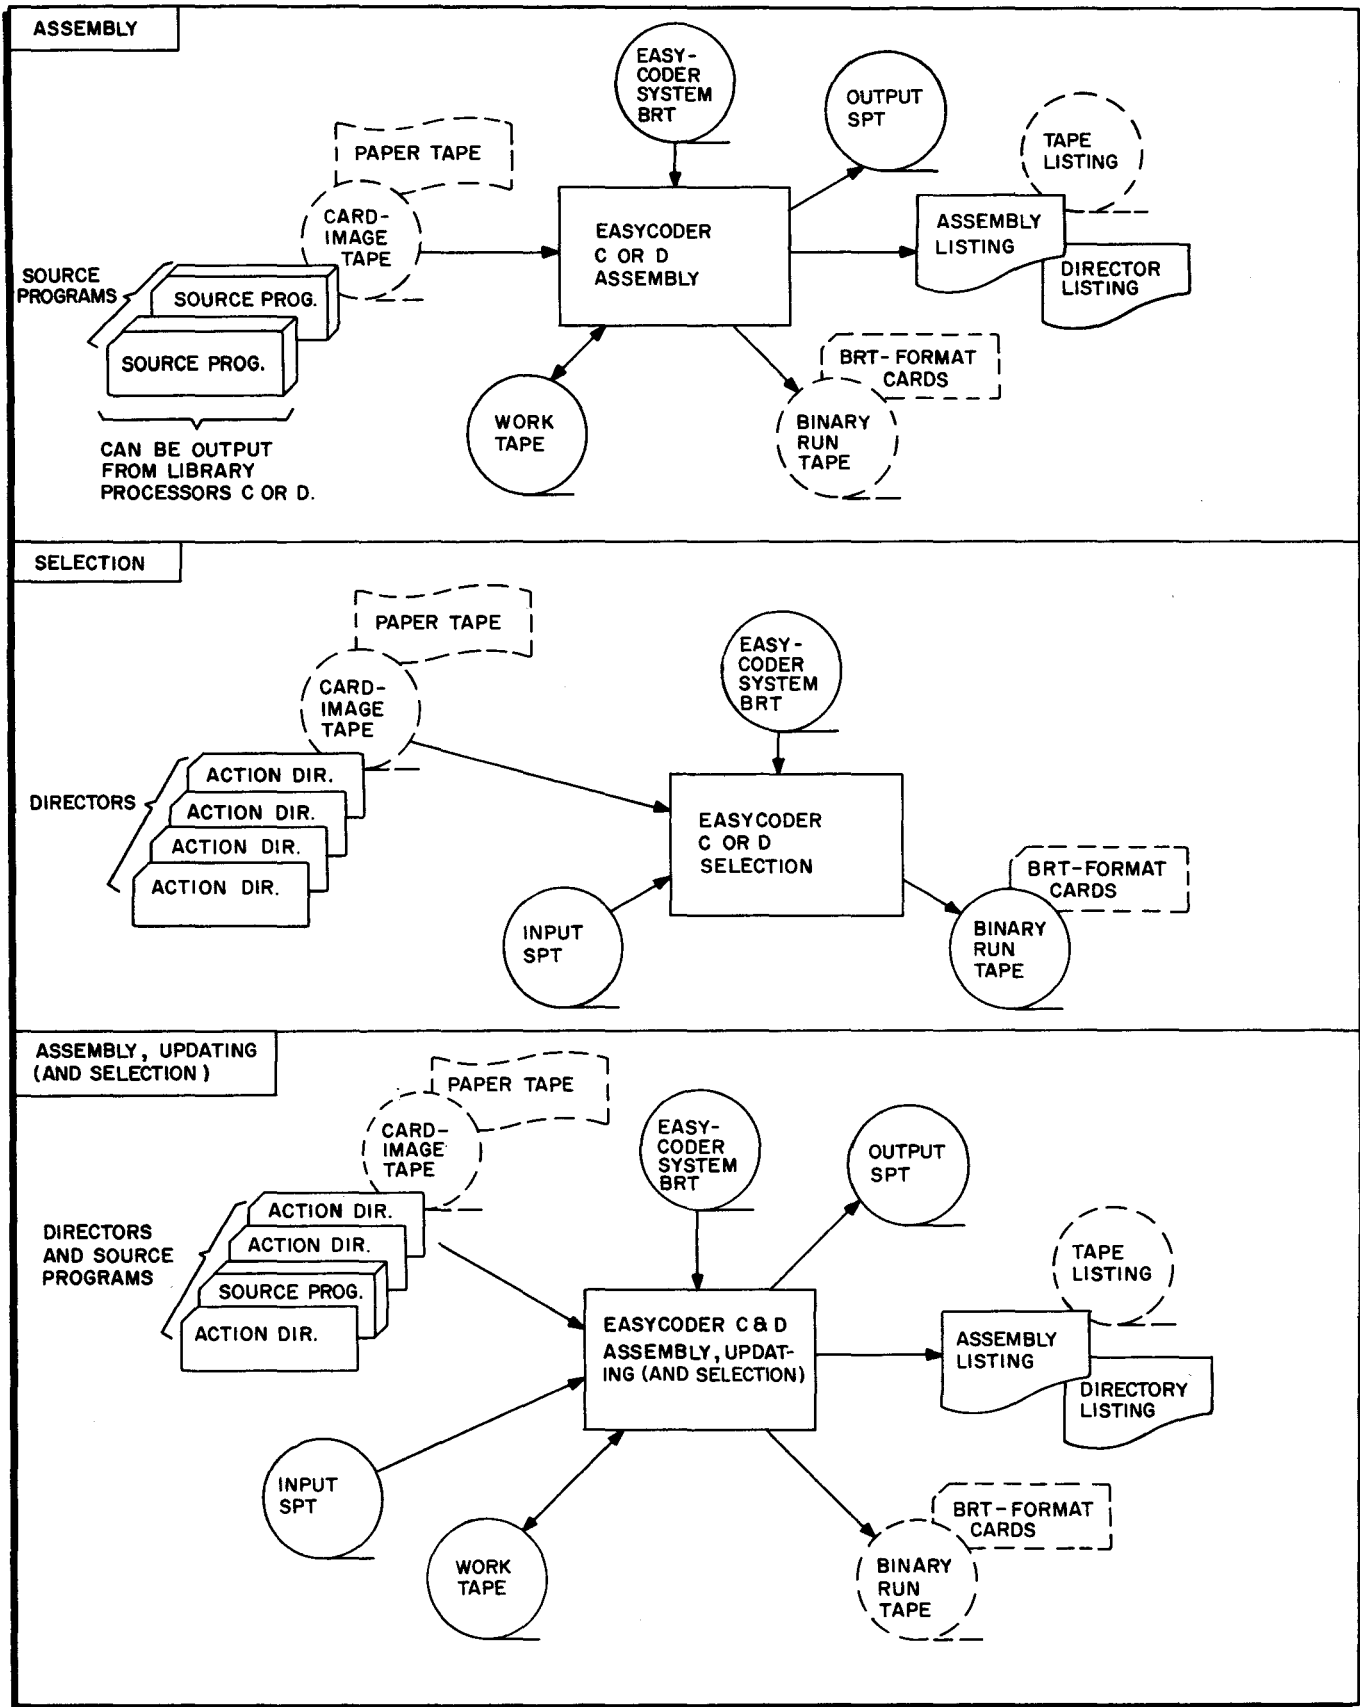 ASSEMBLY
EASY-
CODER
SYSTEM
BRT
OUTPUT
SPT
TAPE
LISTING
PAPER TAPE
CARD-
IMAGE
TAPE
EASYCODER
C OR D
ASSEMBLY
ASSEMBLY
LISTING
DIRECTOR
LISTING
SOURCE
PROGRAMS
SOURCE PROG.
SOURCE PROG.
BRT-FORMAT
CARDS
WORK
TAPE
BINARY
RUN
TAPE
CAN BE OUTPUT
FROM LIBRARY
PROCESSORS C OR D.
SELECTION
PAPER TAPE
EASY-
CODER
SYSTEM
BRT
CARD-
IMAGE
TAPE
DIRECTORS
ACTION DIR.
ACTION DIR.
ACTION DIR.
ACTION DIR.
EASYCODER
C OR D
SELECTION
BRT-FORMAT
CARDS
INPUT
SPT
BINARY
RUN
TAPE
ASSEMBLY, UPDATING
(AND SELECTION)
PAPER TAPE
CARD-
IMAGE
TAPE
EASY-
CODER
SYSTEM
BRT
OUTPUT
SPT
DIRECTORS
AND SOURCE
PROGRAMS
ACTION DIR.
ACTION DIR.
SOURCE PROG.
ACTION DIR.
TAPE
LISTING
EASYCODER C & D
ASSEMBLY, UPDAT-
ING (AND SELECTION)
ASSEMBLY
LISTING
DIRECTORY
LISTING
INPUT
SPT
WORK
TAPE
BRT-FORMAT
CARDS
BINARY
RUN
TAPE